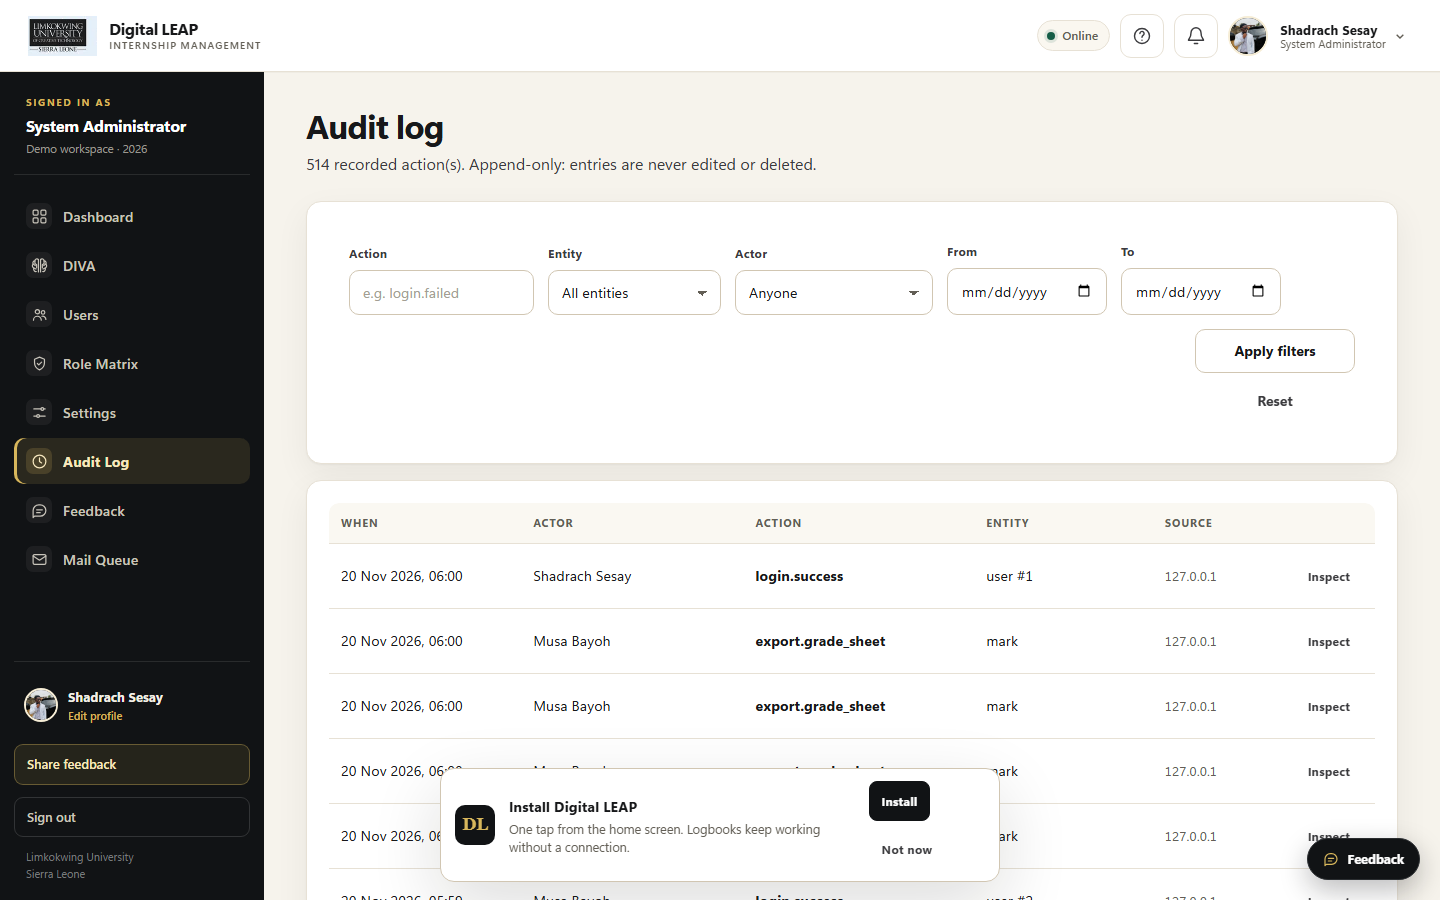 LIMKOKWING
UNIVERSITY
OF CREATIVE TECHNOLOGY
SIERRA LEONE
Digital LEAP
INTERNSHIP MANAGEMENT
Online
Shadrach Sesay
System Administrator
SIGNED IN AS
System Administrator
Demo workspace · 2026
Dashboard
DIVA
Users
Role Matrix
Settings
Audit Log
Feedback
Mail Queue
Shadrach Sesay
Edit profile
Share feedback
Sign out
Limkokwing University
Sierra Leone
Audit log
514 recorded action(s). Append-only: entries are never edited or deleted.
Action Entity Actor From To
e.g. login.failed All entities Anyone mm/dd/yyyy mm/dd/yyyy
Apply filters
Reset
WHEN ACTOR ACTION ENTITY SOURCE
20 Nov 2026, 06:00 Shadrach Sesay login.success user #1 127.0.0.1 Inspect
20 Nov 2026, 06:00 Musa Bayoh export.grade_sheet mark 127.0.0.1 Inspect
20 Nov 2026, 06:00 Musa Bayoh export.grade_sheet mark 127.0.0.1 Inspect
20 Nov 2026, 127.0.0.1 Inspect
20 Nov 2026, 127.0.0.1
Install Digital LEAP
One tap from the home screen. Logbooks keep working
without a connection.
Install
Not now
DL
Feedback